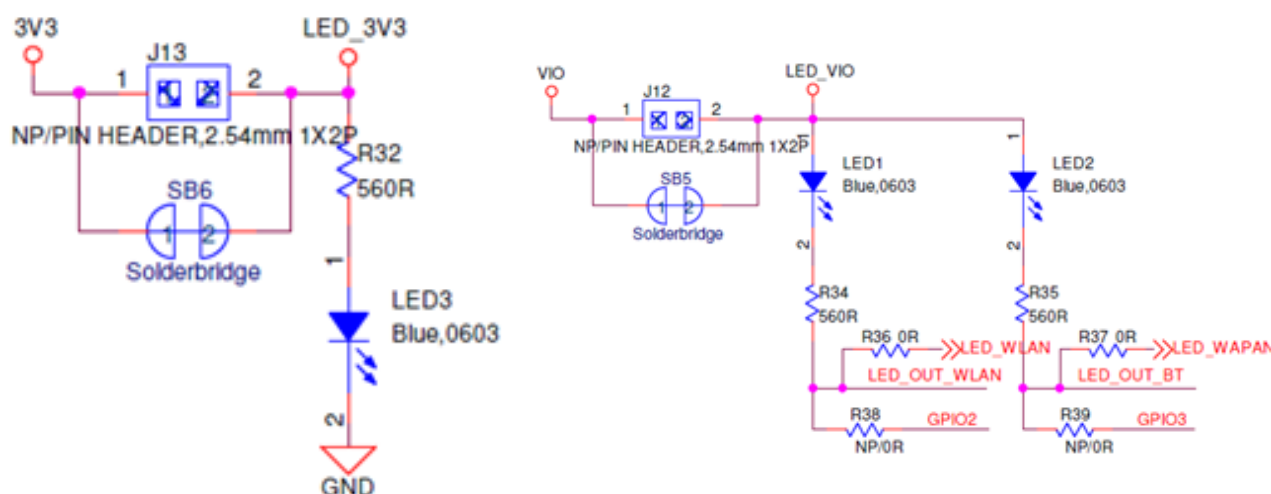 3V3
LED_3V3
J13
1
2
NP/PIN HEADER,2.54mm 1X2P
R32
560R
SB6
1
2
Solderbridge
1
LED3
Blue,0603
2
GND
VIO
LED_VIO
J12
1
2
NP/PIN HEADER,2.54mm 1X2P
SB5
1
2
Solderbridge
1
LED1
Blue,0603
2
R34
560R
R36 0R
LED_WLAN
LED_OUT_WLAN
R38
GPIO2
NP/0R
1
LED2
Blue,0603
2
R35
560R
R37 0R
LED_WAPAN
LED_OUT_BT
R39
GPIO3
NP/0R